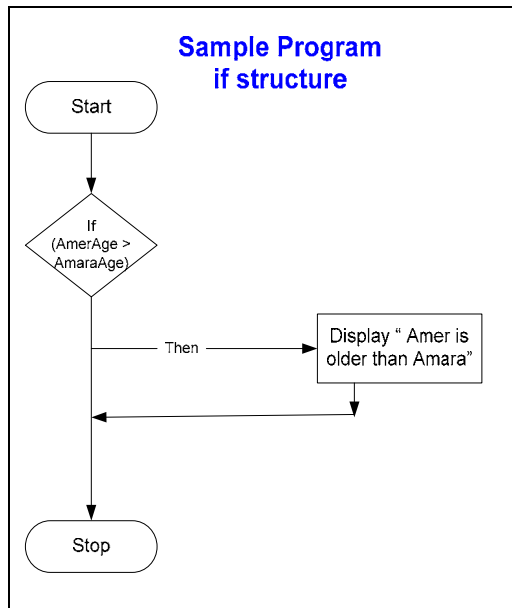 Sample Program
if structure
Start
If
(AmerAge >
AmaraAge)
Then
Display “ Amer is
older than Amara”
Stop